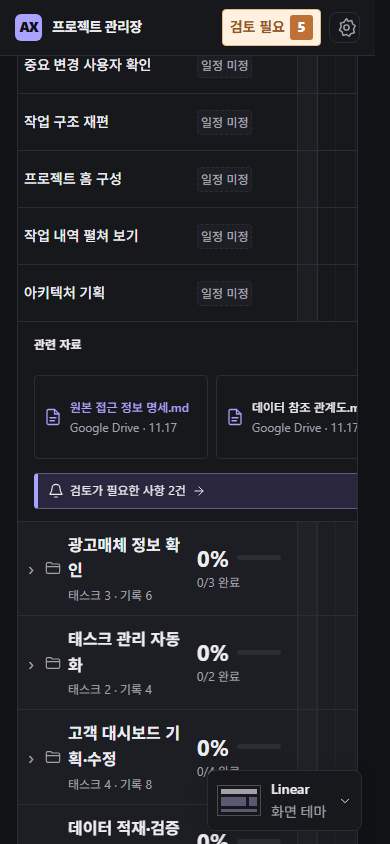 AX 프로젝트 관리장 검토 필요 5
중요 변경 사용자 확인 일정 미정
작업 구조 재편 일정 미정
프로젝트 홈 구성 일정 미정
작업 내역 펼쳐 보기 일정 미정
아키텍처 기획 일정 미정
관련 자료
원본 접근 정보 명세.md
Google Drive · 11.17
데이터 참조 관계도.m
Google Drive · 11.17
검토가 필요한 사항 2건 →
광고매체 정보 확
인
태스크 3 · 기록 6
0%
0/3 완료
태스크 관리 자동
화
태스크 2 · 기록 4
0%
0/2 완료
고객 대시보드 기
획·수정
태스크 4 · 기록 8
0%
데이터 적재·검증
0%
Linear
화면 테마